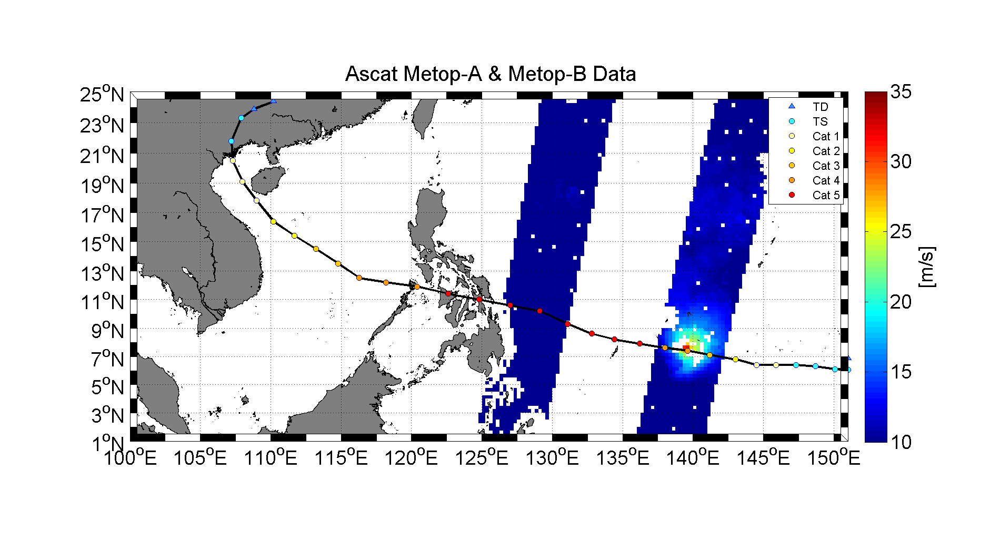 Ascat Metop-A & Metop-B Data
25°N
23°N
21°N
19°N
17°N
15°N
13°N
11°N
9°N
7°N
5°N
3°N
1°N
100°E 105°E 110°E 115°E 120°E 125°E 130°E 135°E 140°E 145°E 150°E
TD
TS
Cat 1
Cat 2
Cat 3
Cat 4
Cat 5
35
30
25
20
15
10
[m/s]